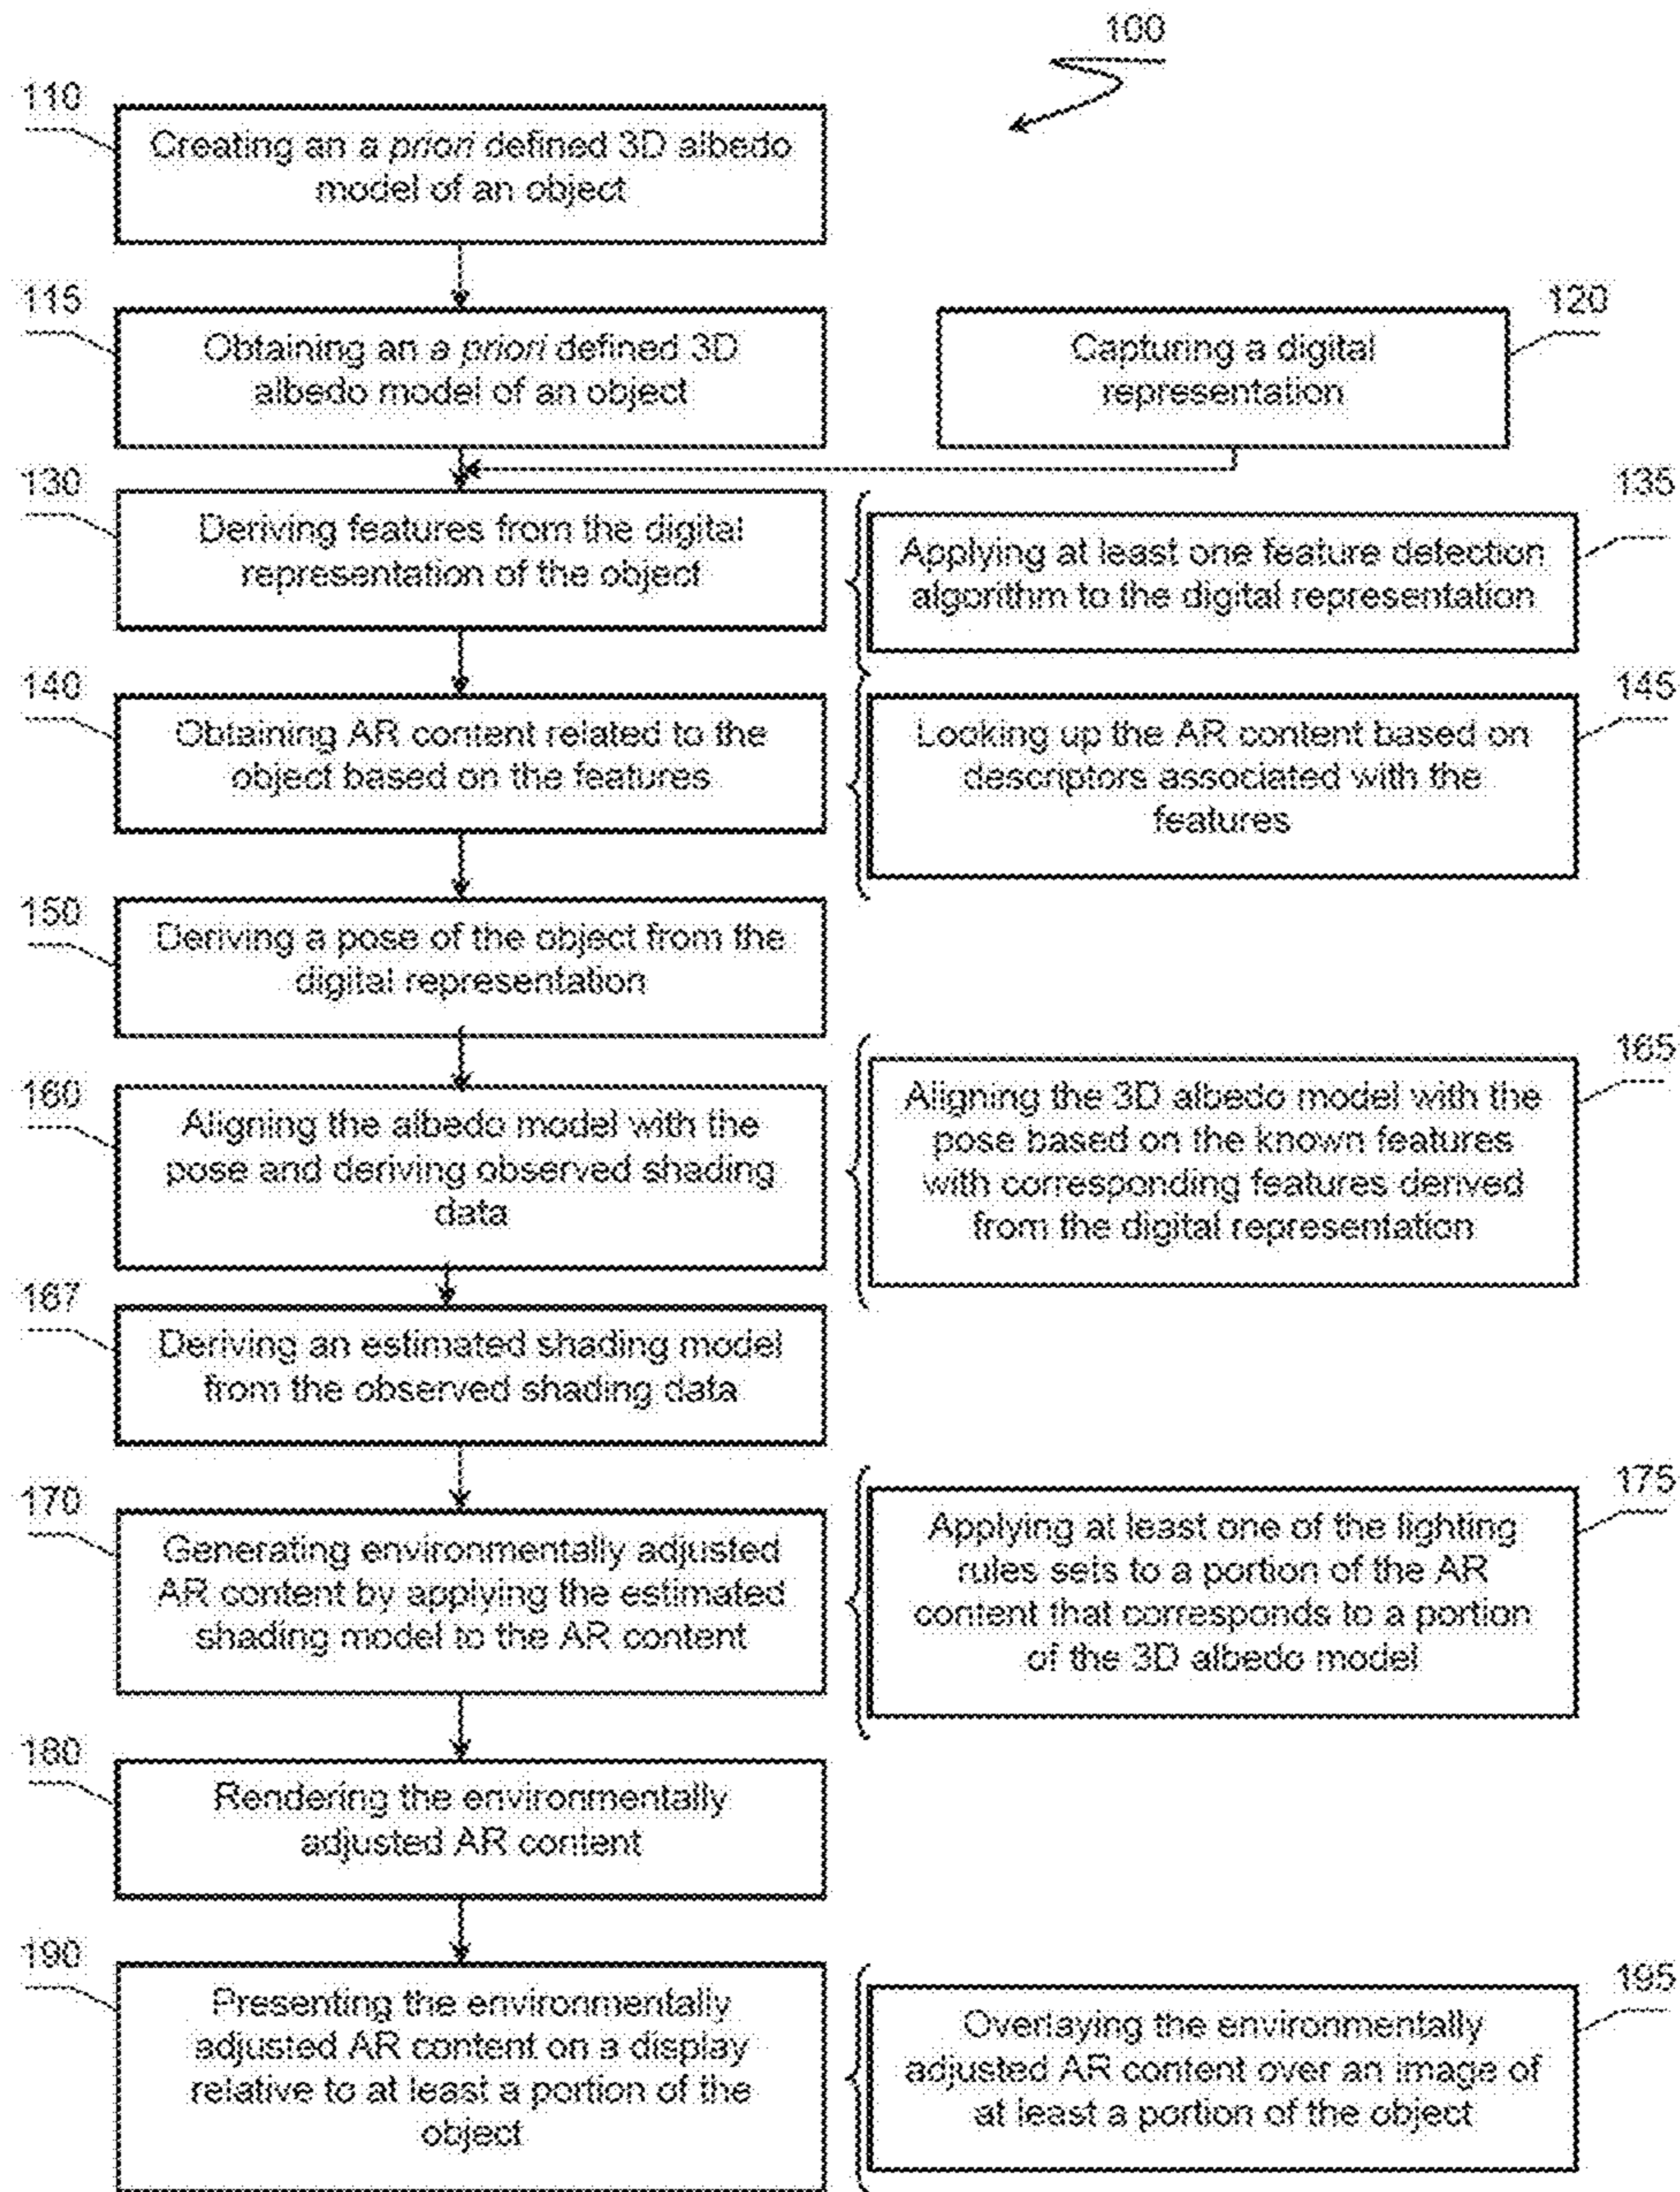 100
110
Creating an a priori defined 3D albedo
model of an object
115
Obtaining an a priori defined 3D
albedo model of an object
120
Capturing a digital
representation
130
Deriving features from the digital
representation of the object
135
Applying at least one feature detection
algorithm to the digital representation
140
Obtaining AR content related to the
object based on the features
145
Looking up the AR content based on
descriptors associated with the
features
150
Deriving a pose of the object from the
digital representation
160
Aligning the albedo model with the
pose and deriving observed shading
data
165
Aligning the 3D albedo model with the
pose based on the known features
with corresponding features derived
from the digital representation
167
Deriving an estimated shading model
from the observed shading data
170
Generating environmentally adjusted
AR content by applying the estimated
shading model to the AR content
175
Applying at least one of the lighting
rules sets to a portion of the AR
content that corresponds to a portion
of the 3D albedo model
180
Rendering the environmentally
adjusted AR content
190
Presenting the environmentally
adjusted AR content on a display
relative to at least a portion of the
object
195
Overlaying the environmentally
adjusted AR content over an image of
at least a portion of the object